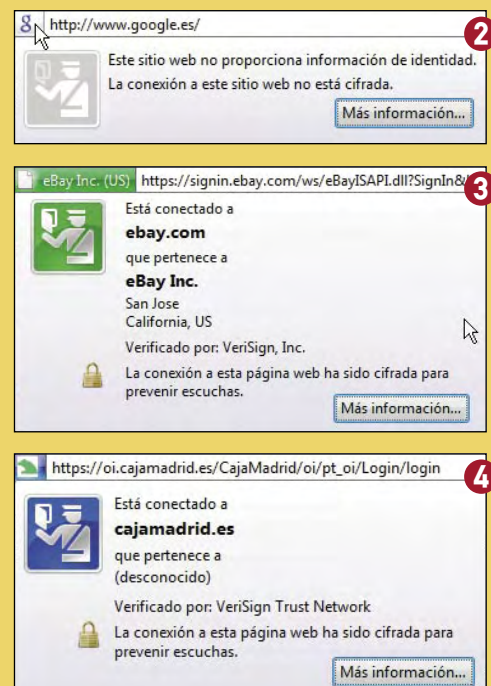 g http://www.google.es/
2
Este sitio web no proporciona información de identidad.
La conexión a este sitio web no está cifrada.
Más información...
eBay Inc. (US) https://signin.ebay.com/ws/eBayISAPI.dll?SignIn&
3
Está conectado a
ebay.com
que pertenece a
eBay Inc.
San Jose
California, US
Verificado por: VeriSign, Inc.
La conexión a esta página web ha sido cifrada para
prevenir escuchas.
Más información...
https://oi.cajamadrid.es/CajaMadrid/oi/pt_oi/Login/login
4
Está conectado a
cajamadrid.es
que pertenece a
(desconocido)
Verificado por: VeriSign Trust Network
La conexión a esta página web ha sido cifrada para
prevenir escuchas.
Más información...